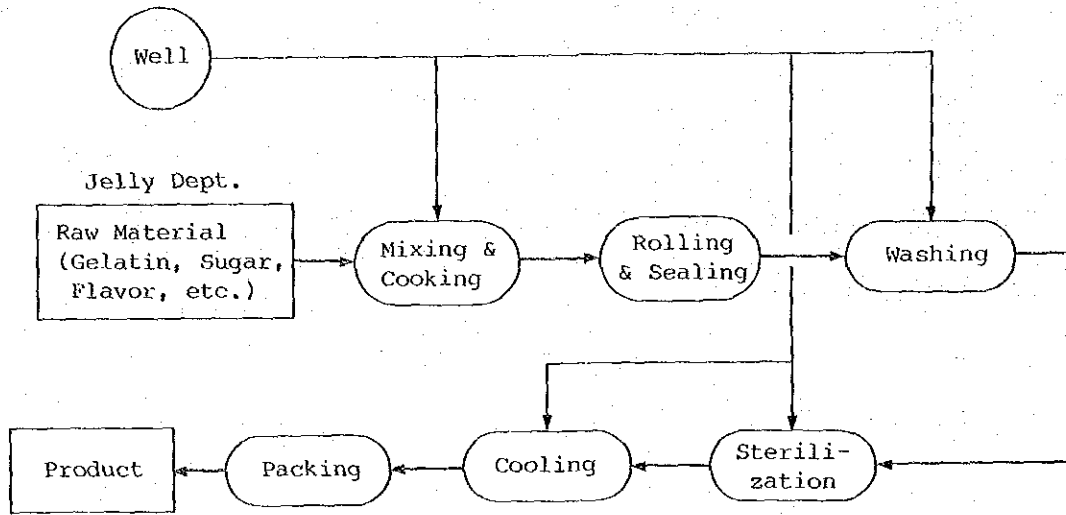 Well
Jelly Dept.
Raw Material
(Gelatin, Sugar,
Flavor, etc.)
Mixing &
Cooking
Rolling
& Sealing
Washing
Product
Packing
Cooling
Sterili-
zation